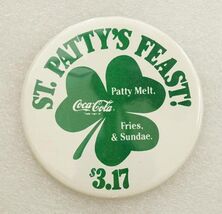 ST. PATTY'S FEAST!
Patty Melt,
Coca-Cola
Fries,
& Sundae.
$3.17